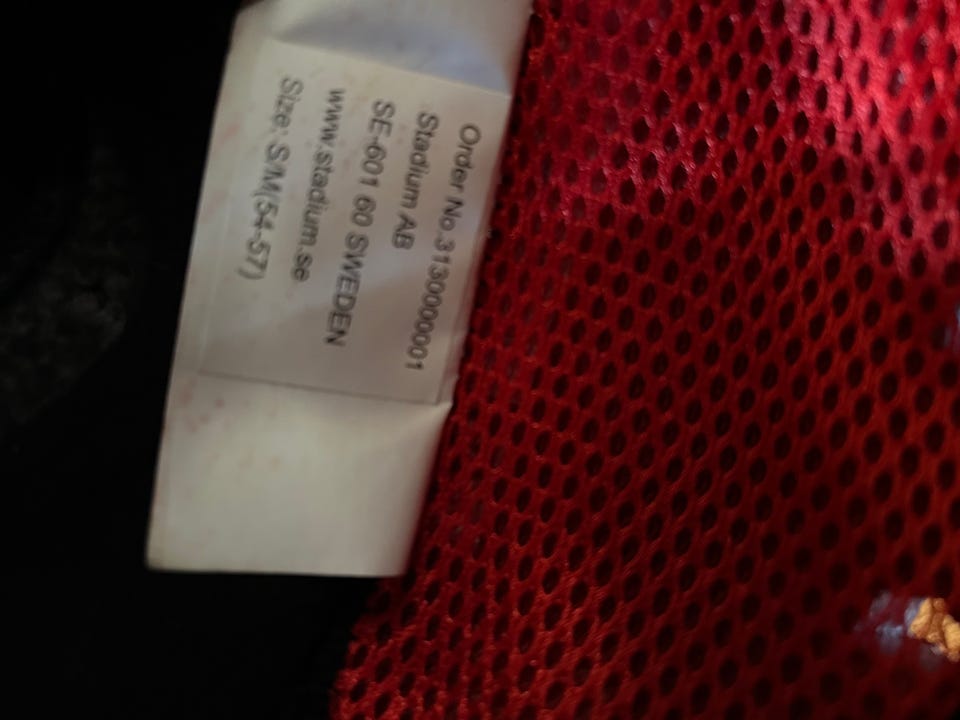 Order No.3130000001
Stadium AB
SE-601 60 SWEDEN
www.stadium.se
Size: S/M(54-57)